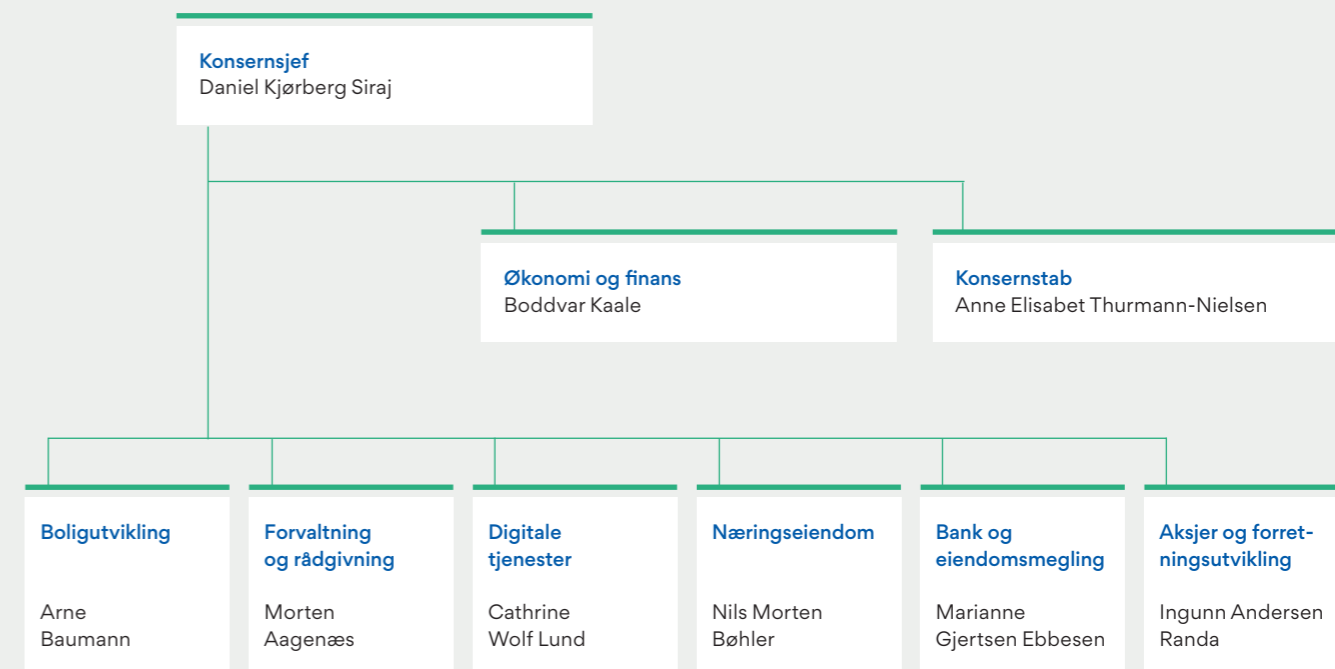 Konsernsjef
Daniel Kjørberg Siraj
Økonomi og finans
Boddvar Kaale
Konsernstab
Anne Elisabet Thurmann-Nielsen
Boligutvikling
Arne
Baumann
Forvaltning
og rådgivning
Morten
Aagenæs
Digitale
tjenester
Cathrine
Wolf Lund
Næringseiendom
Nils Morten
Bøhler
Bank og
eiendomsmegling
Marianne
Gjertsen Ebbesen
Aksjer og forret-
ningsutvikling
Ingunn Andersen
Randa